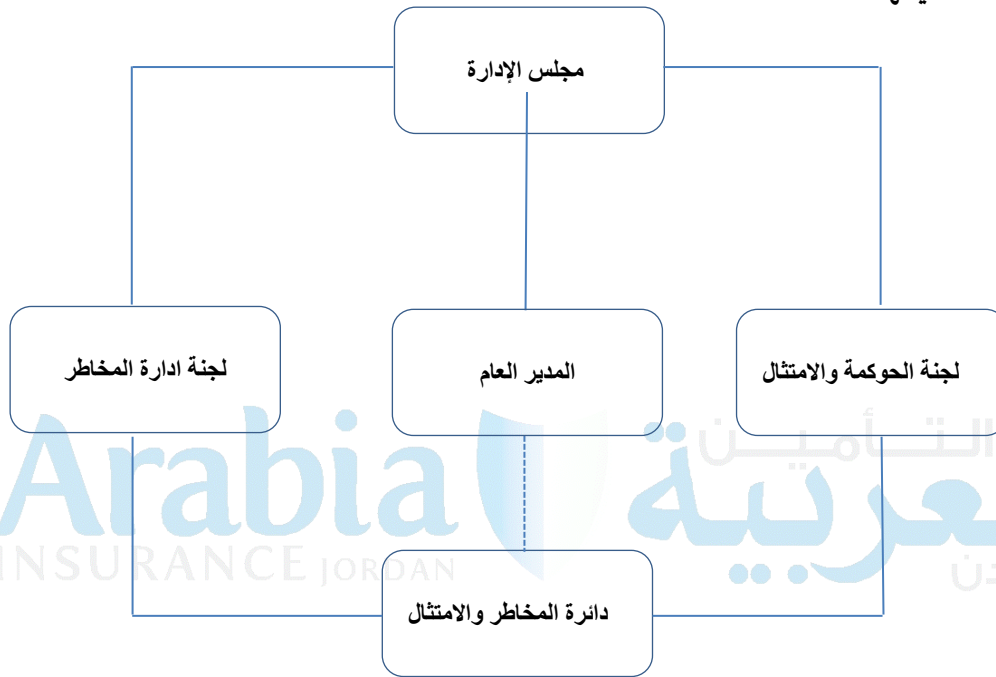 مجلس الإدارة
لجنة الحوكمة والامتثال
المدير العام
لجنة ادارة المخاطر
Arabia
INSURANCE JORDAN
دائرة المخاطر والامتثال